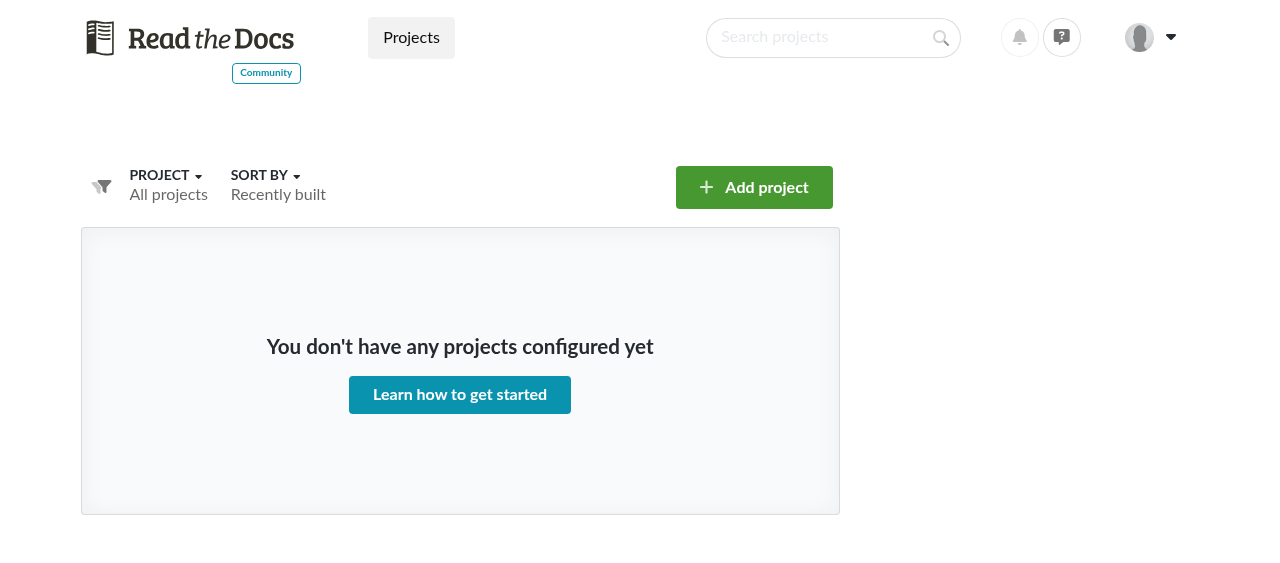 Read the Docs
Community
Projects
Search projects
PROJECT
All projects
SORT BY
Recently built
Add project
You don't have any projects configured yet
Learn how to get started